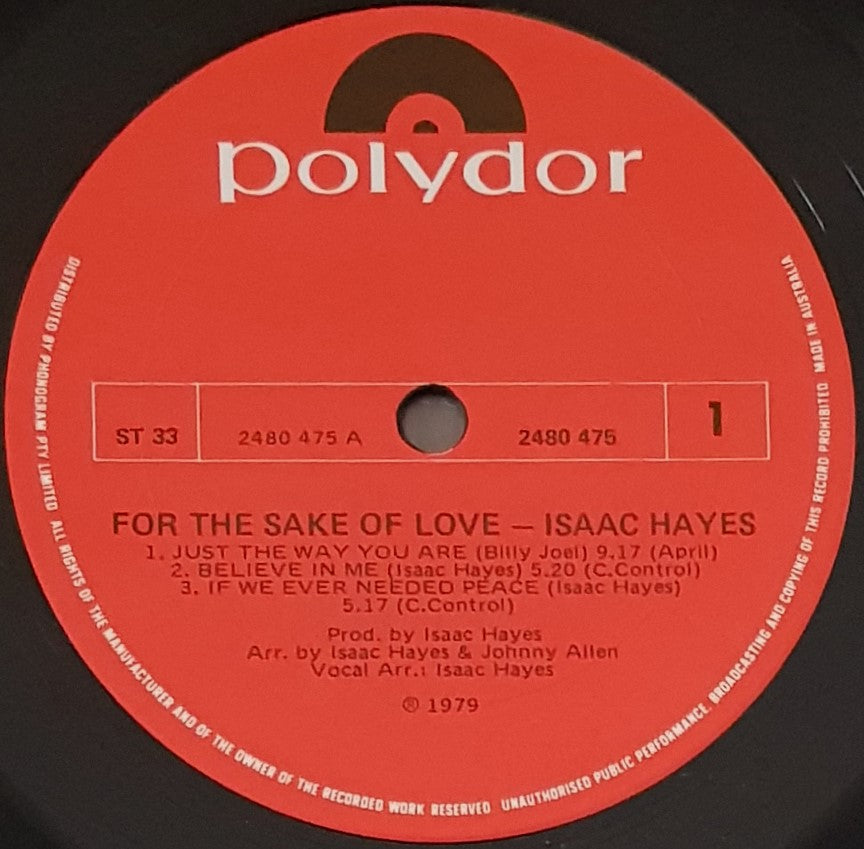 polydor
ST 33 2480 475 A 2480 475 1
FOR THE SAKE OF LOVE – ISAAC HAYES
1. JUST THE WAY YOU ARE (Billy Joel) 9.17 (April)
2. BELIEVE IN ME (Isaac Hayes) 5.20 (C.Control)
3. IF WE EVER NEEDED PEACE (Isaac Hayes)
5.17 (C.Control)
Prod. by Isaac Hayes
Arr. by Isaac Hayes & Johnny Allen
Vocal Arr.: Isaac Hayes
℗ 1979
DISTRIBUTED BY PHONOGRAM PTY LIMITED ALL RIGHTS OF THE MANUFACTURER AND OF THE OWNER OF THE RECORDED WORK RESERVED UNAUTHORISED PUBLIC PERFORMANCE, BROADCASTING AND COPYING OF THIS RECORD PROHIBITED MADE IN AUSTRALIA